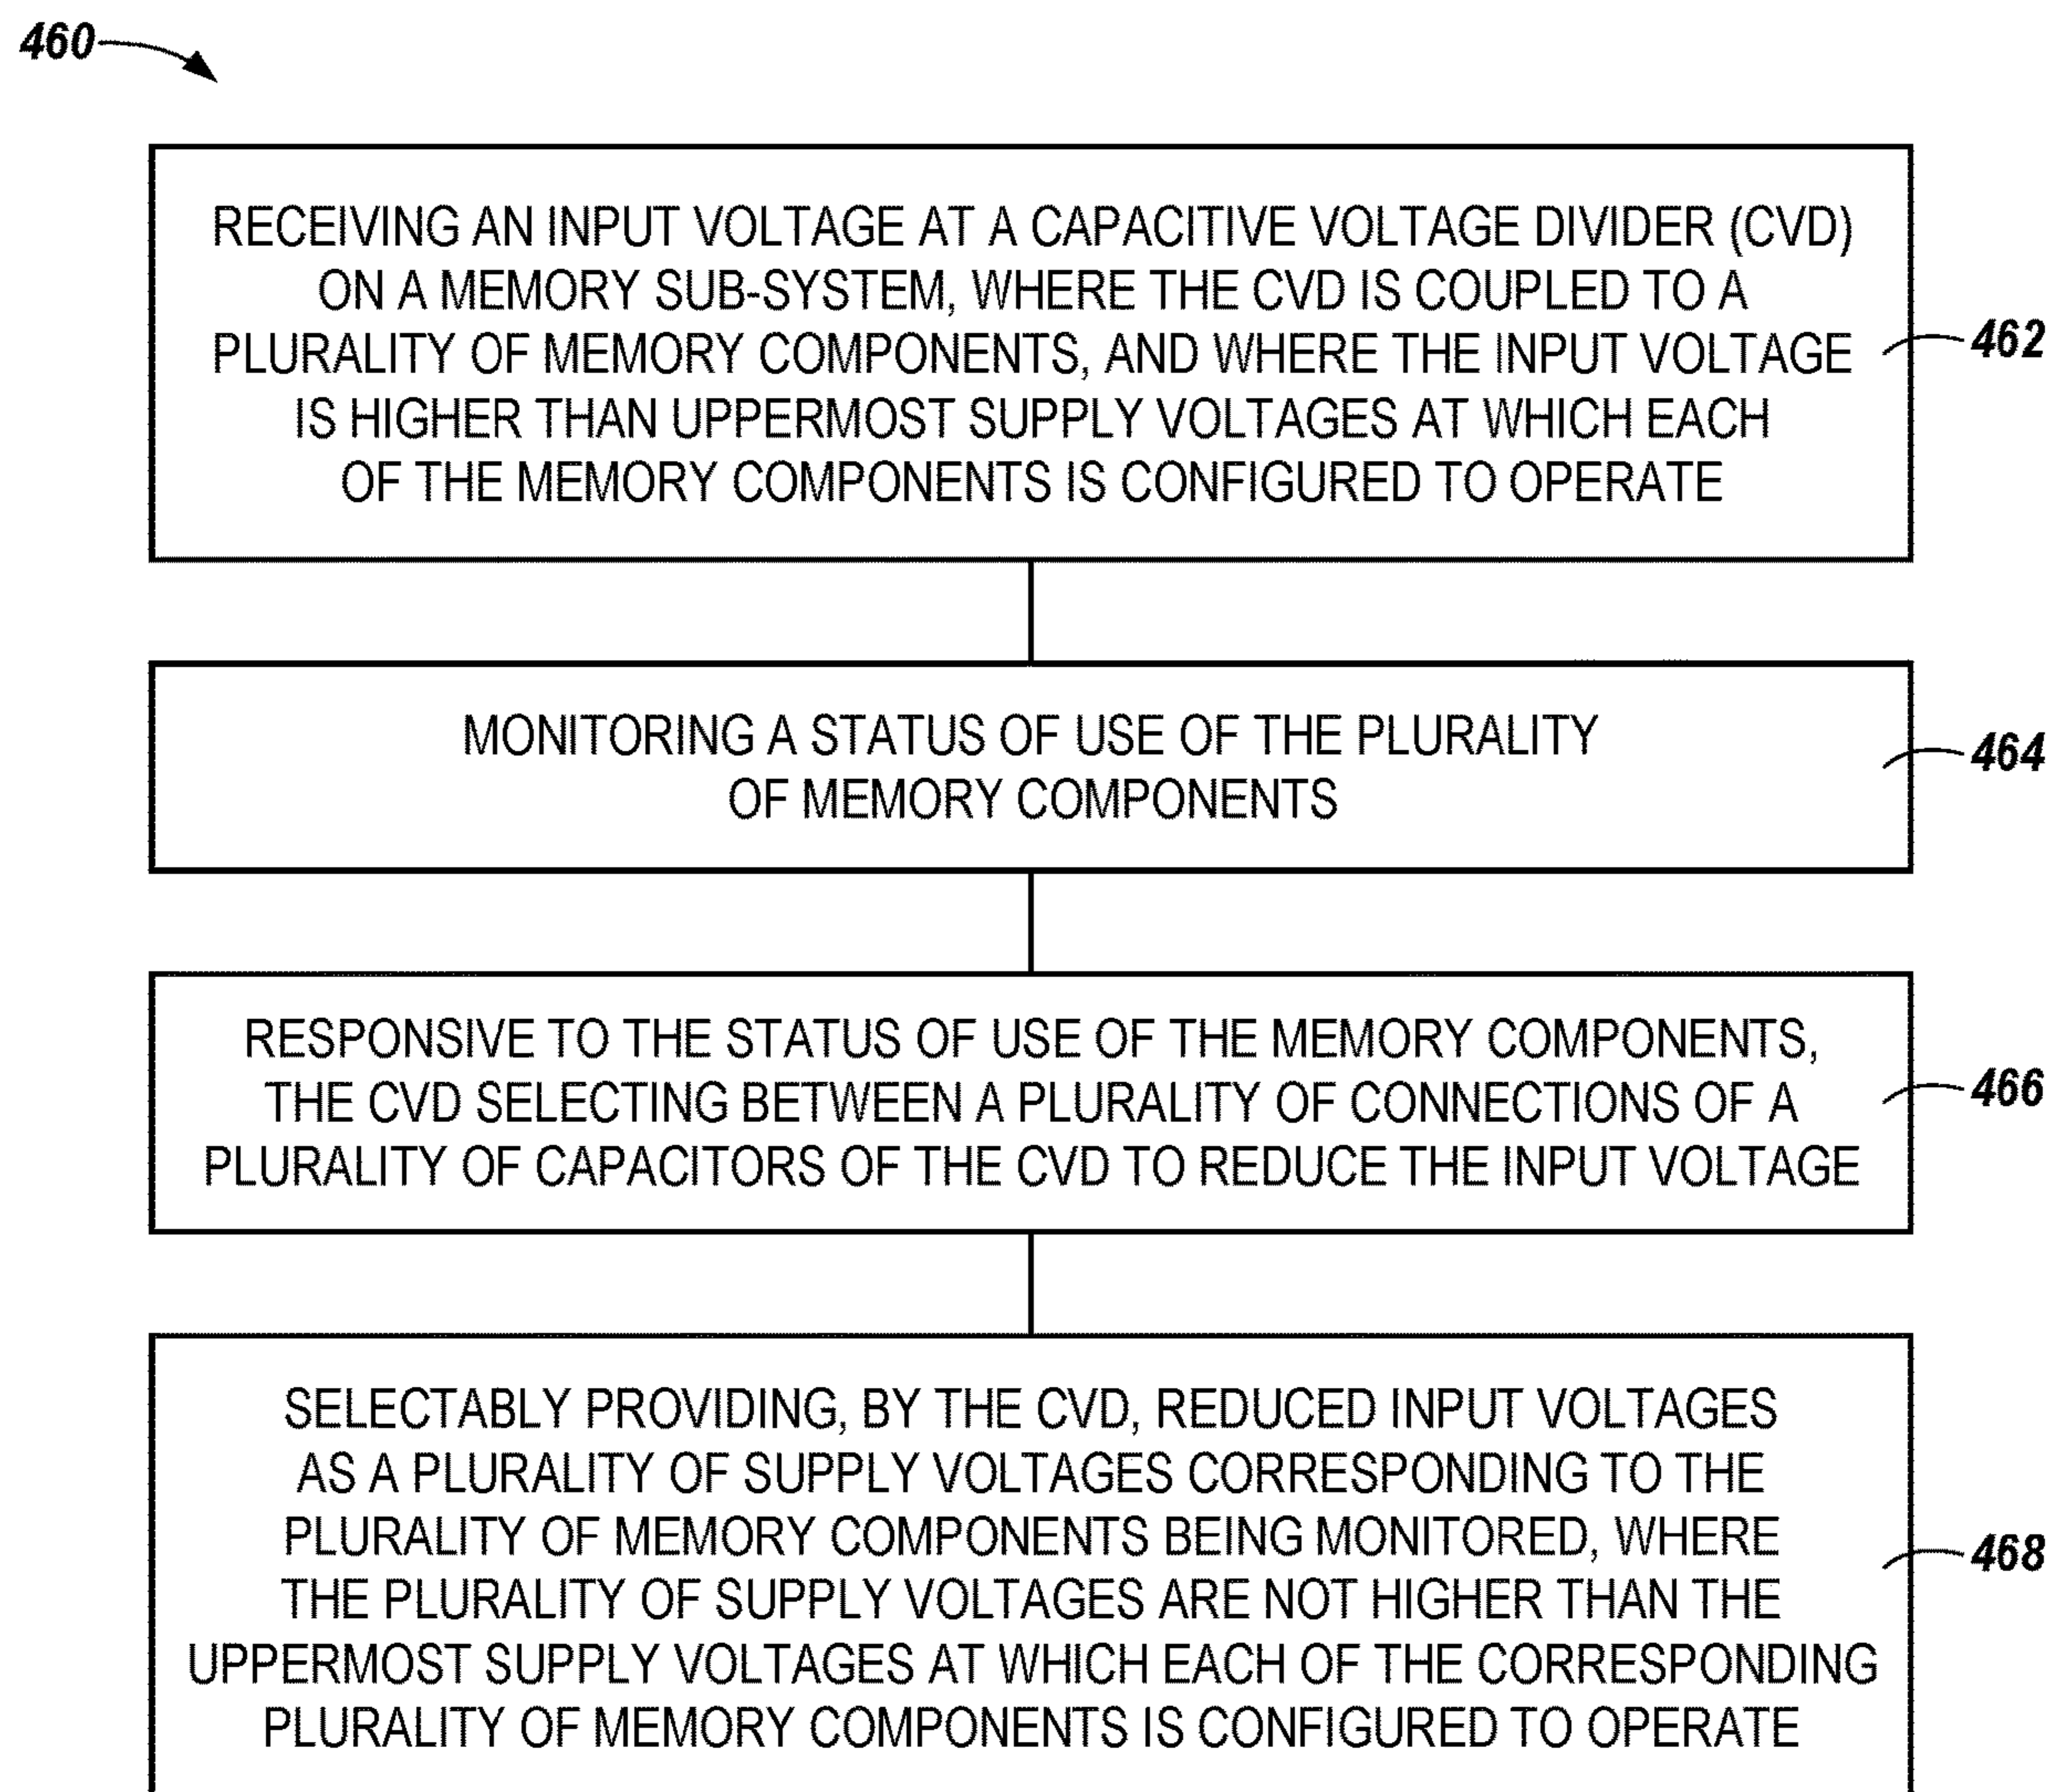 460
RECEIVING AN INPUT VOLTAGE AT A CAPACITIVE VOLTAGE DIVIDER (CVD)
ON A MEMORY SUB-SYSTEM, WHERE THE CVD IS COUPLED TO A
PLURALITY OF MEMORY COMPONENTS, AND WHERE THE INPUT VOLTAGE
IS HIGHER THAN UPPERMOST SUPPLY VOLTAGES AT WHICH EACH
OF THE MEMORY COMPONENTS IS CONFIGURED TO OPERATE
462
MONITORING A STATUS OF USE OF THE PLURALITY
OF MEMORY COMPONENTS
464
RESPONSIVE TO THE STATUS OF USE OF THE MEMORY COMPONENTS,
THE CVD SELECTING BETWEEN A PLURALITY OF CONNECTIONS OF A
PLURALITY OF CAPACITORS OF THE CVD TO REDUCE THE INPUT VOLTAGE
466
SELECTABLY PROVIDING, BY THE CVD, REDUCED INPUT VOLTAGES
AS A PLURALITY OF SUPPLY VOLTAGES CORRESPONDING TO THE
PLURALITY OF MEMORY COMPONENTS BEING MONITORED, WHERE
THE PLURALITY OF SUPPLY VOLTAGES ARE NOT HIGHER THAN THE
UPPERMOST SUPPLY VOLTAGES AT WHICH EACH OF THE CORRESPONDING
PLURALITY OF MEMORY COMPONENTS IS CONFIGURED TO OPERATE
468